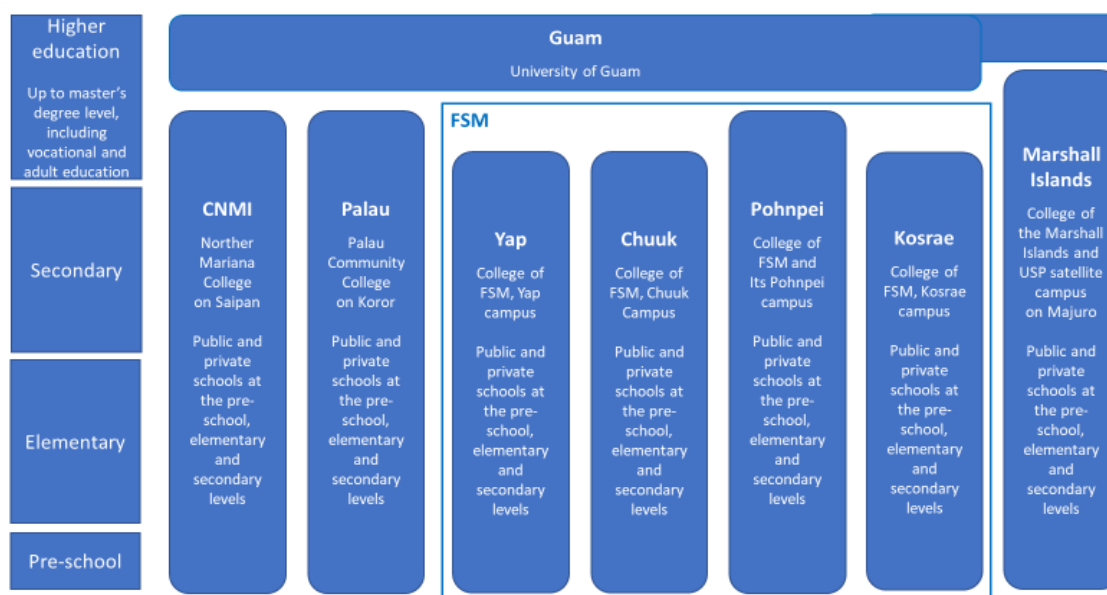 Higher
education
Up to master's
degree level,
including
vocational and
adult education
Secondary
Elementary
Pre-school
Guam
University of Guam
CNMI
Norther
Mariana
College
on Saipan
Public and
private
schools at
the pre-
school,
elementary
and
secondary
levels
Palau
Palau
Community
College
on Koror
Public and
private
schools at
the pre-
school,
elementary
and
secondary
levels
FSM
Yap
College of
FSM, Yap
campus
Public and
private
schools at
the pre-
school,
elementary
and
secondary
levels
Chuuk
College of
FSM, Chuuk
Campus
Public and
private
schools at
the pre-
school,
elementary
and
secondary
levels
Pohnpei
College of
FSM and
Its Pohnpei
campus
Public and
private
schools at
the pre-
school,
elementary
and
secondary
levels
Kosrae
College of
FSM, Kosrae
campus
Public and
private
schools at
the pre-
school,
elementary
and
secondary
levels
Marshall
Islands
College of
the Marshall
Islands and
USP satellite
campus
on Majuro
Public and
private
schools at
the pre-
school,
elementary
and
secondary
levels